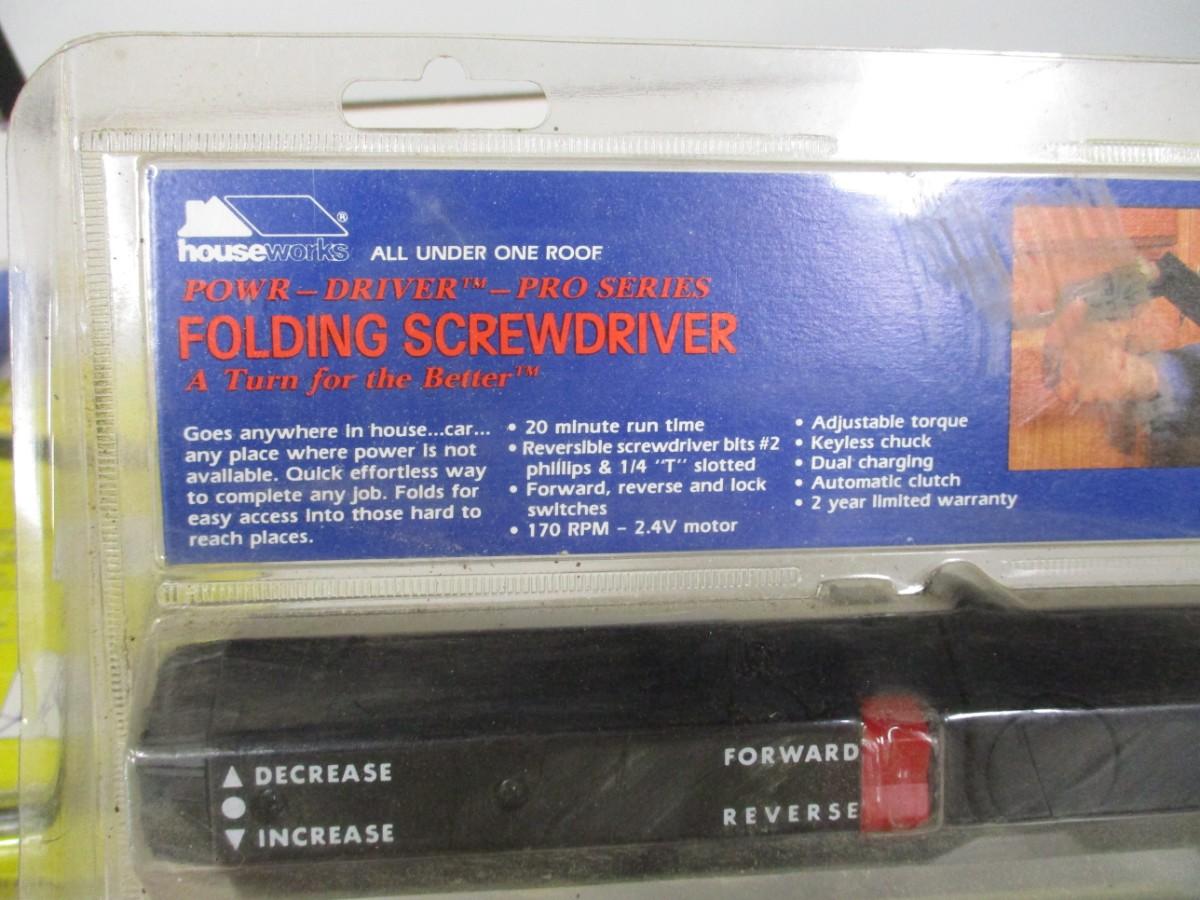 houseworks® ALL UNDER ONE ROOF
POWR–DRIVER™–PRO SERIES
FOLDING SCREWDRIVER
A Turn for the Better™
Goes anywhere in house...car...
any place where power is not
available. Quick effortless way
to complete any job. Folds for
easy access into those hard to
reach places.
• 20 minute run time
• Reversible screwdriver bits #2
phillips & 1/4 "T" slotted
• Forward, reverse and lock
switches
• 170 RPM – 2.4V motor
• Adjustable torque
• Keyless chuck
• Dual charging
• Automatic clutch
• 2 year limited warranty
▲ DECREASE
●
▼ INCREASE
FORWARD
REVERSE